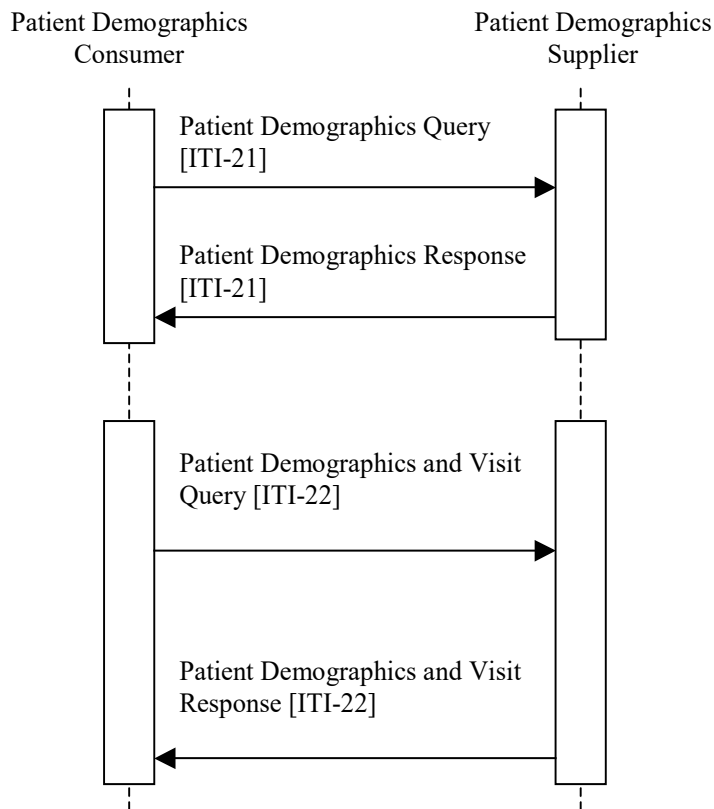 Patient Demographics
Consumer
Patient Demographics
Supplier
Patient Demographics Query
[ITI-21]
Patient Demographics Response
[ITI-21]
Patient Demographics and Visit
Query [ITI-22]
Patient Demographics and Visit
Response [ITI-22]